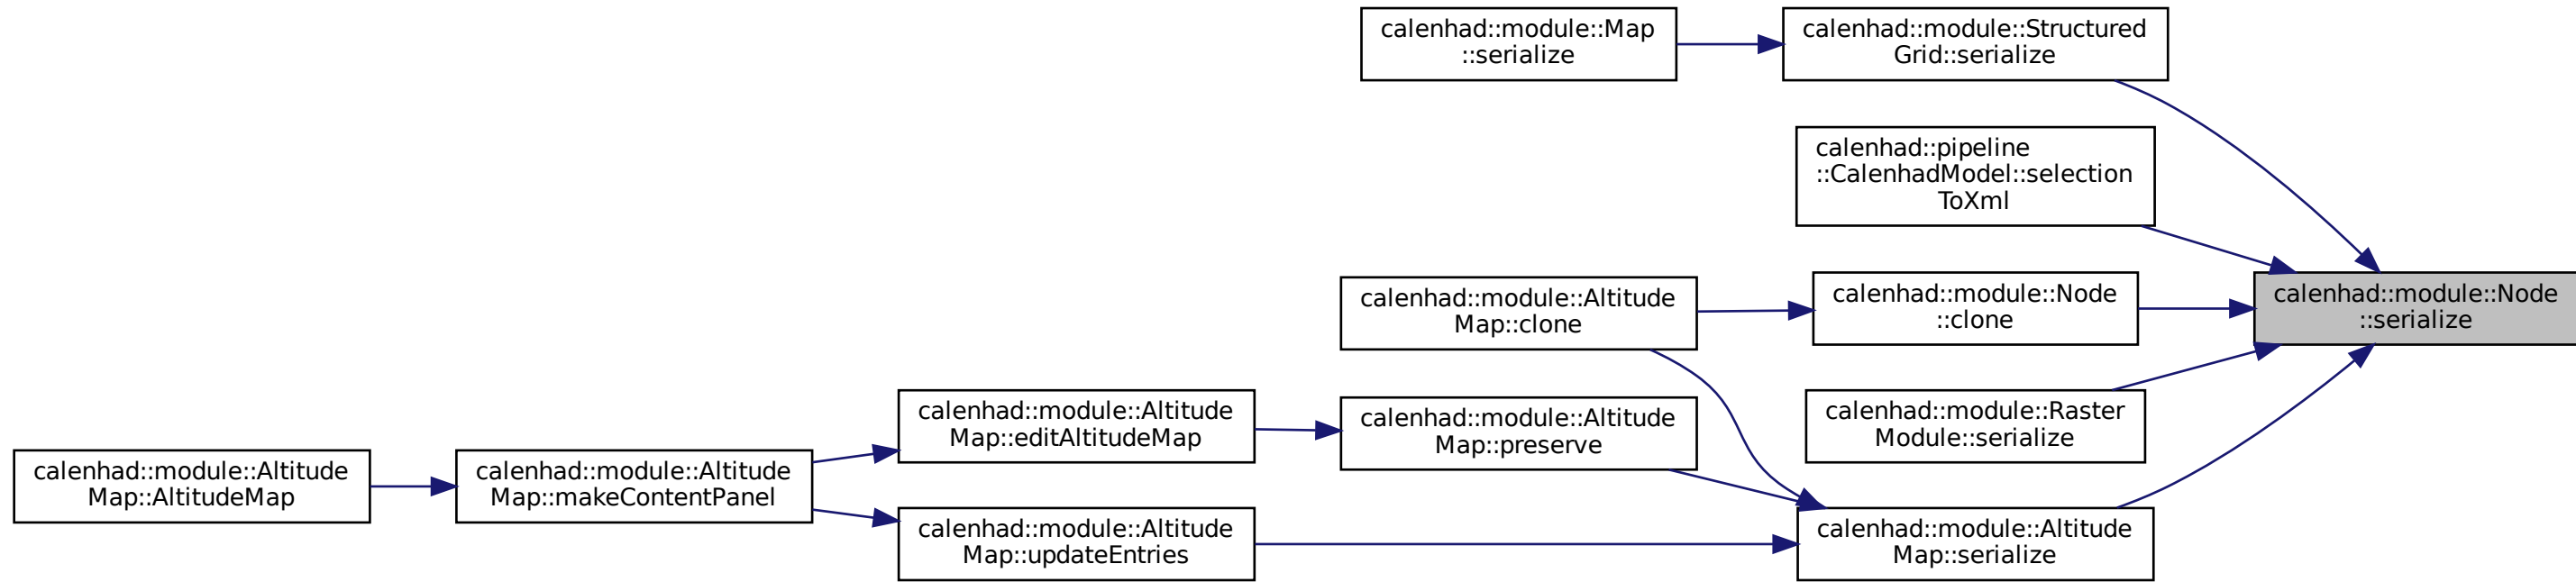 calenhad::module::Map
::serialize
calenhad::module::Structured
Grid::serialize
calenhad::pipeline
::CalenhadModel::selection
ToXml
calenhad::module::Altitude
Map::clone
calenhad::module::Node
::clone
calenhad::module::Node
::serialize
calenhad::module::Altitude
Map::editAltitudeMap
calenhad::module::Altitude
Map::preserve
calenhad::module::Raster
Module::serialize
calenhad::module::Altitude
Map::AltitudeMap
calenhad::module::Altitude
Map::makeContentPanel
calenhad::module::Altitude
Map::updateEntries
calenhad::module::Altitude
Map::serialize